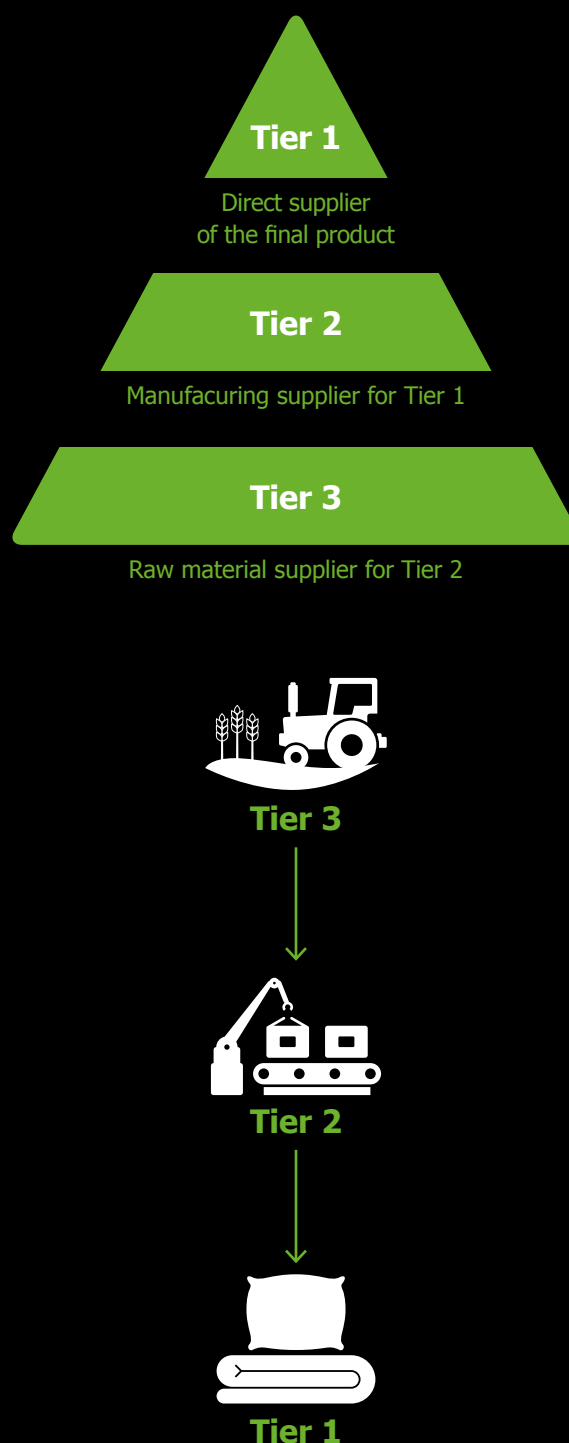 Tier 1
Direct supplier
of the final product
Tier 2
Manufacuring supplier for Tier 1
Tier 3
Raw material supplier for Tier 2
Tier 3
Tier 2
Tier 1